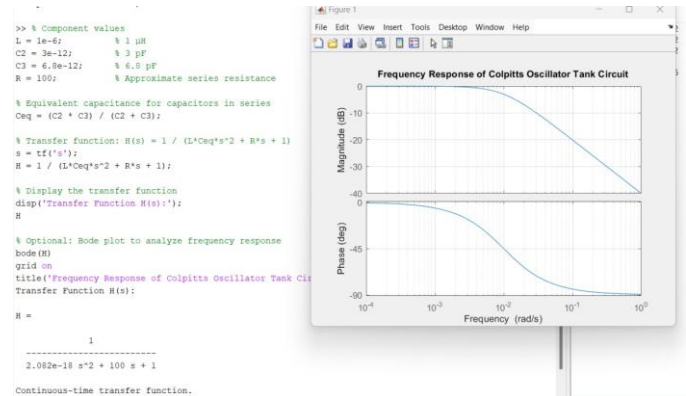 >> % Component values
L = 1e-6; % 1 µH
C2 = 3e-12; % 3 pF
C3 = 6.8e-12; % 6.8 pF
R = 100; % Approximate series resistance
% Equivalent capacitance for capacitors in series
Ceq = (C2 * C3) / (C2 + C3);
% Transfer function: H(s) = 1 / (L*Ceq*s^2 + R*s + 1)
s = tf('s');
H = 1 / (L*Ceq*s^2 + R*s + 1);
% Display the transfer function
disp('Transfer Function H(s):');
H
% Optional: Bode plot to analyze frequency response
bode(H)
grid on
title('Frequency Response of Colpitts Oscillator Tank Cir
Transfer Function H(s):
H =
1
-------------------------
2.082e-18 s^2 + 100 s + 1
Continuous-time transfer function.
Figure 1
File Edit View Insert Tools Desktop Window Help
Frequency Response of Colpitts Oscillator Tank Circuit
Magnitude (dB)
0
-10
-20
-30
-40
Phase (deg)
0
-45
-90
10^-4 10^-3 10^-2 10^-1 10^0
Frequency (rad/s)